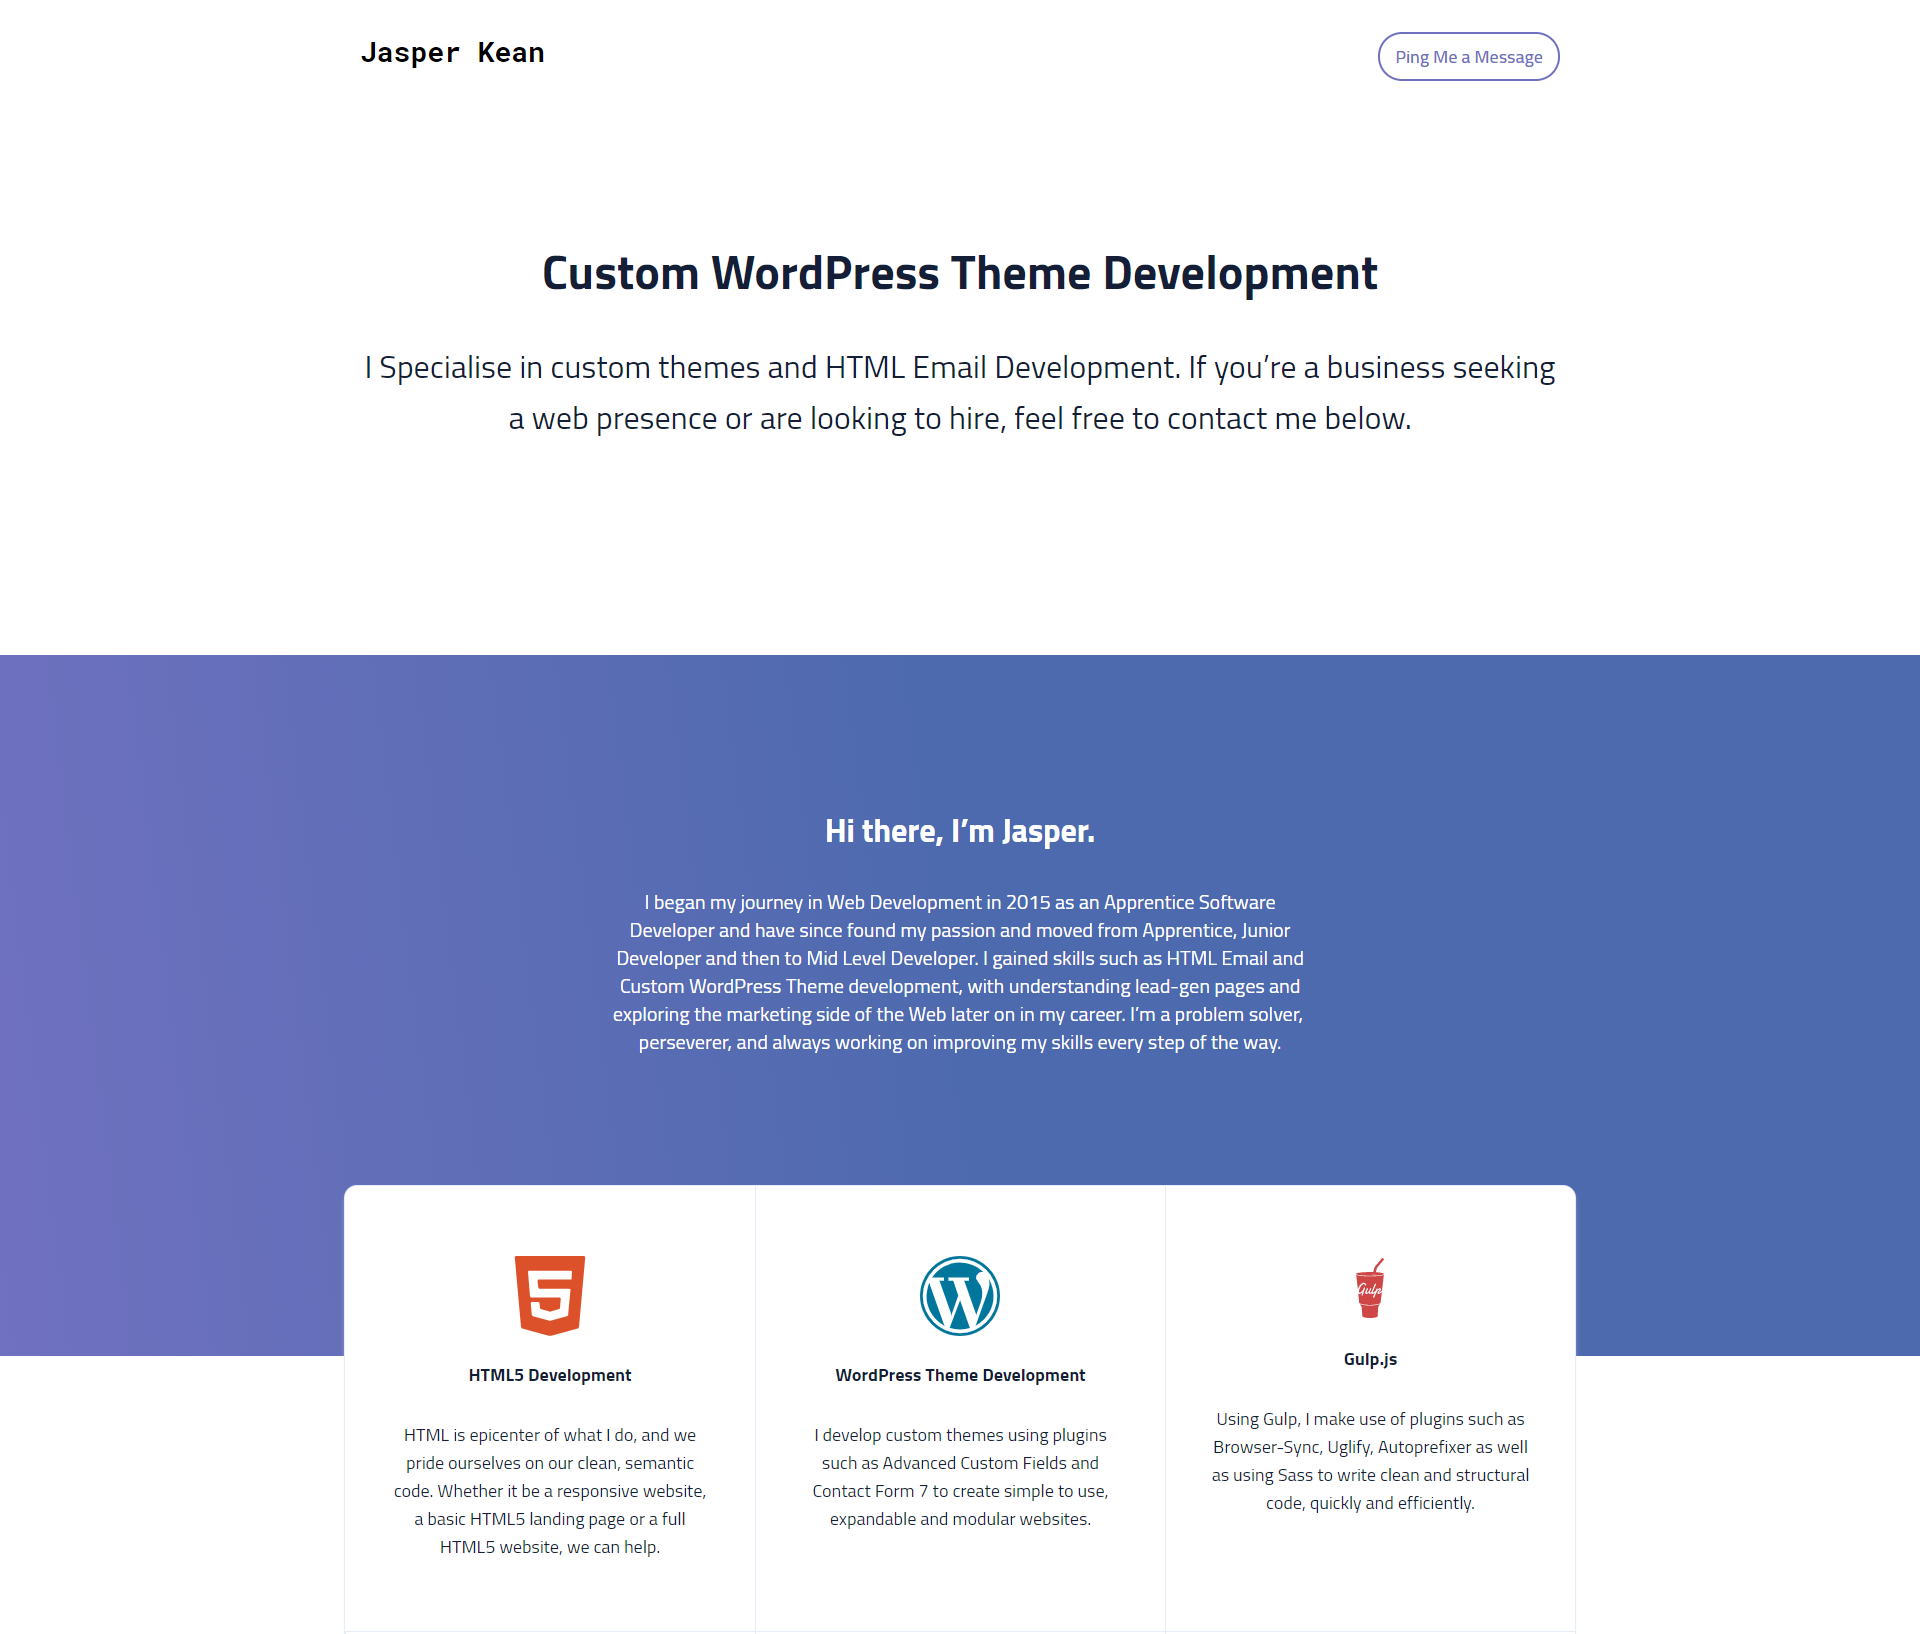 Jasper Kean
Ping Me a Message
Custom WordPress Theme Development
I Specialise in custom themes and HTML Email Development. If you’re a business seeking
a web presence or are looking to hire, feel free to contact me below.
Hi there, I’m Jasper.
I began my journey in Web Development in 2015 as an Apprentice Software
Developer and have since found my passion and moved from Apprentice, Junior
Developer and then to Mid Level Developer. I gained skills such as HTML Email and
Custom WordPress Theme development, with understanding lead-gen pages and
exploring the marketing side of the Web later on in my career. I’m a problem solver,
perseverer, and always working on improving my skills every step of the way.
HTML5 Development
HTML is epicenter of what I do, and we
pride ourselves on our clean, semantic
code. Whether it be a responsive website,
a basic HTML5 landing page or a full
HTML5 website, we can help.
WordPress Theme Development
I develop custom themes using plugins
such as Advanced Custom Fields and
Contact Form 7 to create simple to use,
expandable and modular websites.
Gulp
Gulp.js
Using Gulp, I make use of plugins such as
Browser-Sync, Uglify, Autoprefixer as well
as using Sass to write clean and structural
code, quickly and efficiently.